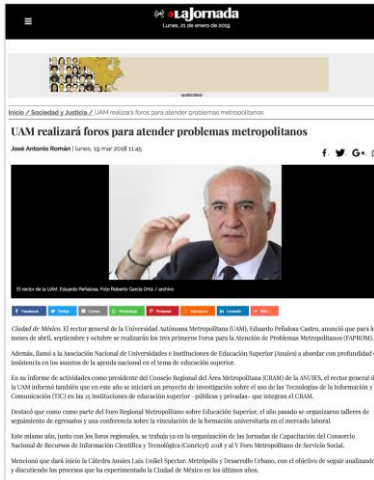 La Jornada
Lunes, 21 de enero de 2019
-publicidad-
Inicio / Sociedad y Justicia / UAM realizará foros para atender problemas metropolitanos
UAM realizará foros para atender problemas metropolitanos
José Antonio Román | lunes, 19 mar 2018 11:45
El rector de la UAM, Eduardo Peñalosa. Foto Roberto García Ortiz / archivo
Facebook Twitter Correo WhatsApp Pinterest LinkedIn
Ciudad de México. El rector general de la Universidad Autónoma Metropolitana (UAM), Eduardo Peñalosa Castro, anunció que para lo
meses de abril, septiembre y octubre se realizarán los tres primeros Foros para la Atención de Problemas Metropolitanos (FAPROM).
Además, llamó a la Asociación Nacional de Universidades e Instituciones de Educación Superior (Anuies) a abordar con profundidad e
insistencia en los asuntos de la agenda nacional en el tema de educación superior.
En su informe de actividades como presidente del Consejo Regional del Área Metropolitana (CRAM) de la ANUIES, el rector general d
la UAM informó también que en este año se iniciará un proyecto de investigación sobre el uso de las Tecnologías de la Información y
Comunicación (TIC) en las 21 instituciones de educación superior -públicas y privadas- que integran el CRAM.
Destacó que como como parte del Foro Regional Metropolitano sobre Educación Superior, el año pasado se organizaron talleres de
seguimiento de egresados y una conferencia sobre la vinculación de la formación universitaria en el mercado laboral.
Este mismo año, junto con los foros regionales, se trabaja ya en la organización de las Jornadas de Capacitación del Consorcio
Nacional de Recursos de Información Científica y Tecnológica (Conricyt) 2018 y al V Foro Metropolitano de Servicio Social.
Mencionó que dará inicio la Cátedra Anuies Luis Unikel Spector. Metrópolis y Desarrollo Urbano, con el objetivo de seguir analizando
y discutiendo los procesos que ha experimentado la Ciudad de México en los últimos años.